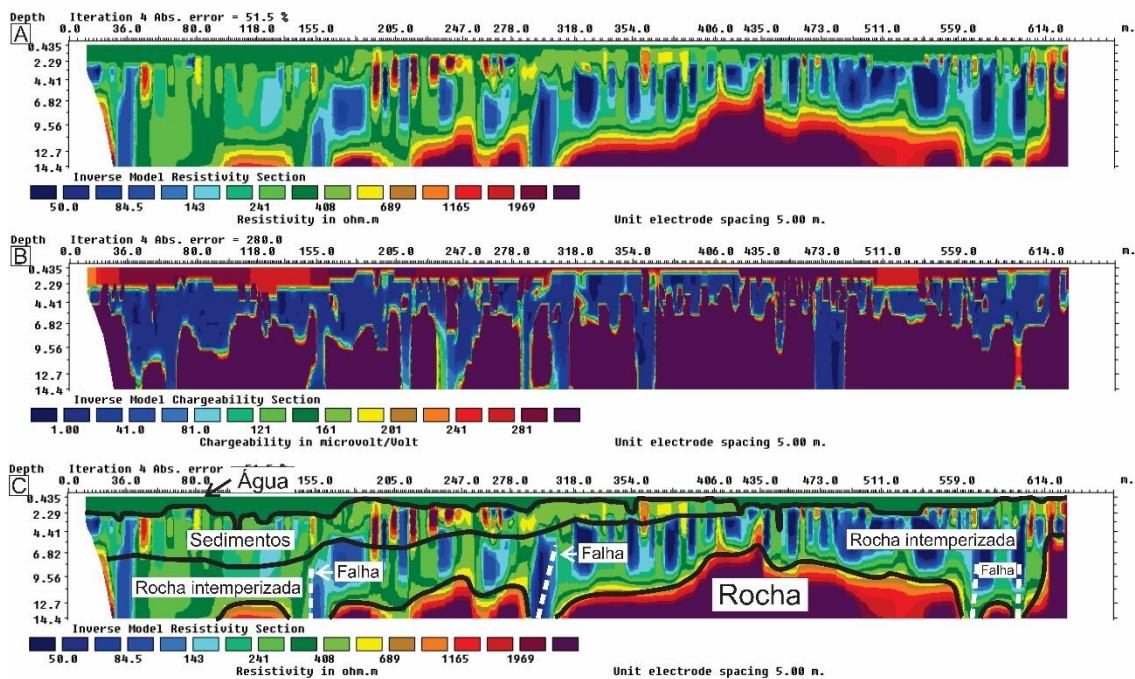 A
Depth Iteration 4 Abs. error = 51.5 %
0.0 36.0 80.0 118.0 155.0 205.0 247.0 278.0 318.0 361.0 406.0 435.0 473.0 511.0 559.0 614.0 m.
0.435
2.29
4.41
6.82
9.56
12.7
14.4
Inverse Model Resistivity Section
50.0 84.5 143 241 408 689 1165 1969
Resistivity in ohm.m Unit electrode spacing 5.00 m.
B
Depth Iteration 4 Abs. error = 280.0
0.0 36.0 80.0 118.0 155.0 205.0 247.0 278.0 318.0 361.0 406.0 435.0 473.0 511.0 559.0 614.0 m.
0.435
2.29
4.41
6.82
9.56
12.7
14.4
Inverse Model Chargeability Section
1.00 41.0 81.0 121 161 201 241 281
Chargeability in microvolt/Volt Unit electrode spacing 5.00 m.
C
Depth Iteration 4 Abs. error
0.0 36.0 80.0 Água 155.0 205.0 247.0 278.0 318.0 361.0 406.0 435.0 473.0 511.0 559.0 614.0 m.
0.435
2.29
4.41
6.82
9.56
12.7
14.4
Sedimentos
Rocha intemperizada
Falha
Rocha intemperizada
Falha
Falha
Rocha
Inverse Model Resistivity Section
50.0 84.5 143 241 408 689 1165 1969
Resistivity in ohm.m Unit electrode spacing 5.00 m.